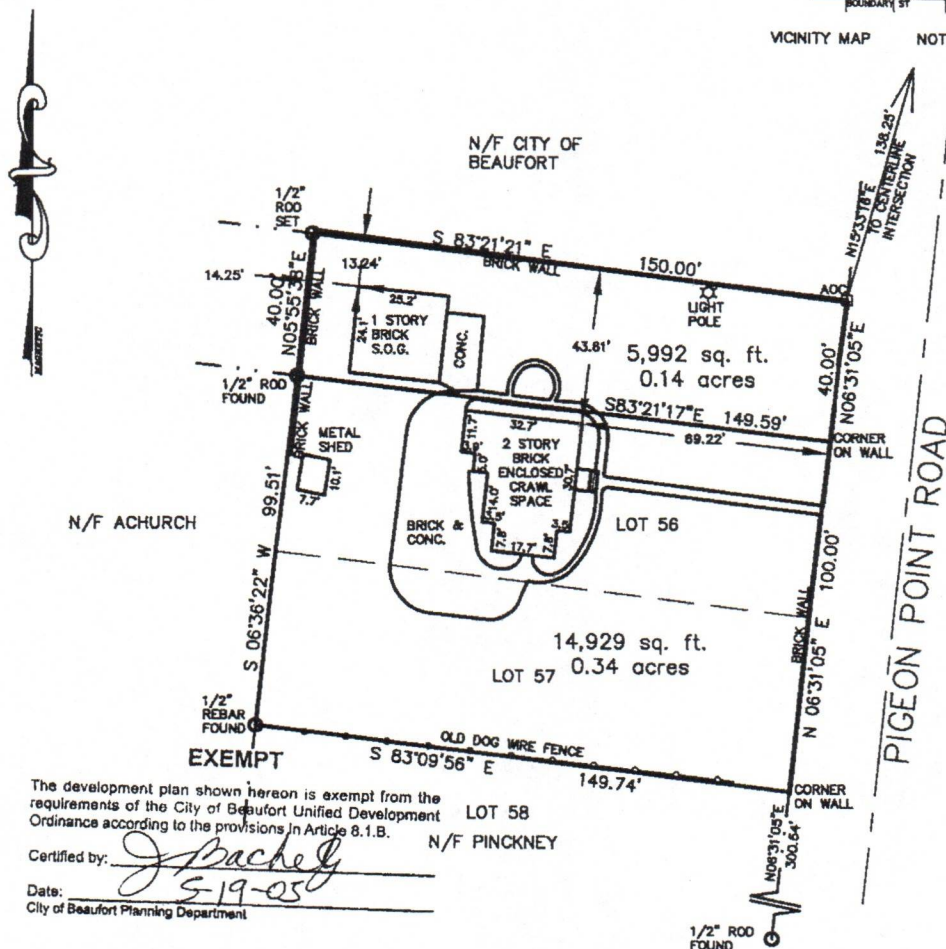 BOUNDARY ST
VICINITY MAP NOT
138.25'
N15°33'18"E
TO CENTERLINE
INTERSECTION
N/F CITY OF
BEAUFORT
1/2"
ROD
SET
S 83°21'21" E
BRICK WALL
150.00'
14.25'
13.24'
40.00'
N05°55'38"E
BRICK WALL
25.2'
24.1'
1 STORY
BRICK
S.O.G.
CONC.
43.81'
LIGHT
POLE
AOC
5,992 sq. ft.
0.14 acres
40.00'
N06°31'05"E
1/2" ROD
FOUND
S83°21'17"E 149.59'
69.22'
CORNER
ON WALL
BRICK WALL
METAL
SHED
7.7'
10.1'
11.7'
32.7'
2 STORY
BRICK
ENCLOSED
CRAWL
SPACE
6.0'
14.0'
30.7'
7.8'
17.7'
7.8'
BRICK &
CONC.
LOT 56
N/F ACHURCH
99.51'
S 06°36'22" W
100.00'
BRICK WALL
N 06°31'05" E
PIGEON POINT ROAD
14,929 sq. ft.
0.34 acres
LOT 57
1/2"
REBAR
FOUND
OLD DOG WIRE FENCE
S 83°09'56" E
149.74'
CORNER
ON WALL
EXEMPT
The development plan shown hereon is exempt from the
requirements of the City of Beaufort Unified Development
Ordinance according to the provisions in Article 8.1.B.
Certified by:
Date: 5-19-05
City of Beaufort Planning Department
LOT 58
N/F PINCKNEY
N06°31'05"E
300.54'
1/2" ROD
FOUND